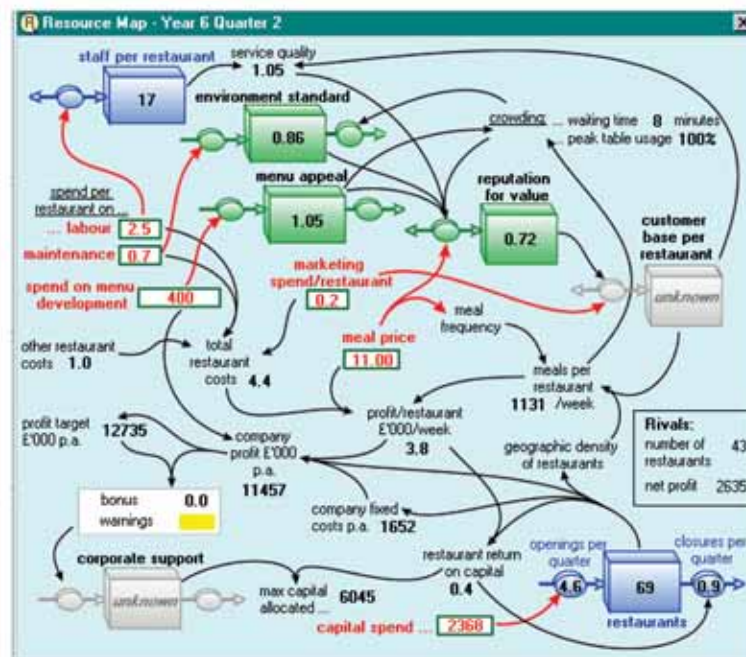 Resource Map - Year 6 Quarter 2
staff per restaurant
17
service quality
1.05
environment standard
0.86
crowding:
... waiting time 8 minutes
... peak table usage 100%
menu appeal
1.05
reputation
for value
0.72
customer
base per
restaurant
unknown
spend per
restaurant on ...
... labour 2.5
maintenance 0.7
spend on menu
development 400
marketing
spend/restaurant
0.2
meal price
11.00
meal
frequency
other restaurant
costs 1.0
total
restaurant
costs 4.4
meals per
restaurant
1131 /week
profit target
£'000 p.a. 12735
company
profit £'000
p.a.
11457
profit/restaurant
£'000/week
3.8
geographic density
of restaurants
Rivals:
number of 43
restaurants
net profit 2635
bonus 0.0
warnings
company fixed
costs p.a. 1652
corporate support
unknown
max capital
allocated ... 6045
restaurant return
on capital
0.4
openings per
quarter
4.6
69
restaurants
closures per
quarter
0.9
capital spend ... 2368